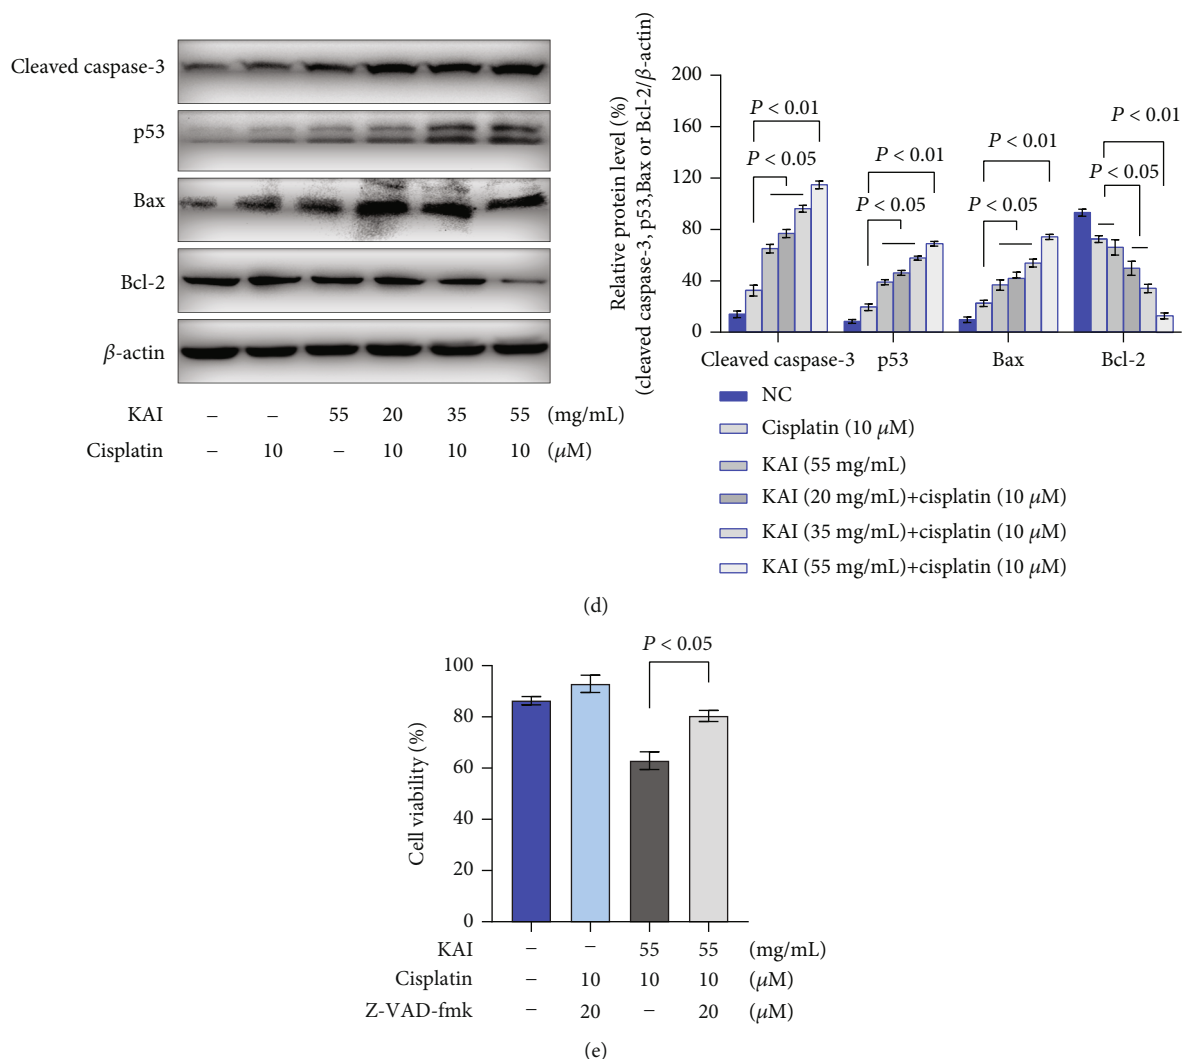 Cleaved caspase-3
p53
Bax
Bcl-2
β-actin
KAI – – 55 20 35 55 (mg/mL)
Cisplatin – 10 – 10 10 10 (μM)
Relative protein level (%)
(cleaved caspase-3, p53,Bax or Bcl-2/β-actin)
200
160
120
80
40
0
P < 0.01
P < 0.05
P < 0.01
P < 0.05
P < 0.01
P < 0.05
P < 0.01
P < 0.05
Cleaved caspase-3 p53 Bax Bcl-2
NC
Cisplatin (10 μM)
KAI (55 mg/mL)
KAI (20 mg/mL)+cisplatin (10 μM)
KAI (35 mg/mL)+cisplatin (10 μM)
KAI (55 mg/mL)+cisplatin (10 μM)
(d)
Cell viability (%)
100
80
60
40
20
0
P < 0.05
KAI – – 55 55 (mg/mL)
Cisplatin – 10 10 10 (μM)
Z-VAD-fmk – 20 – 20 (μM)
(e)